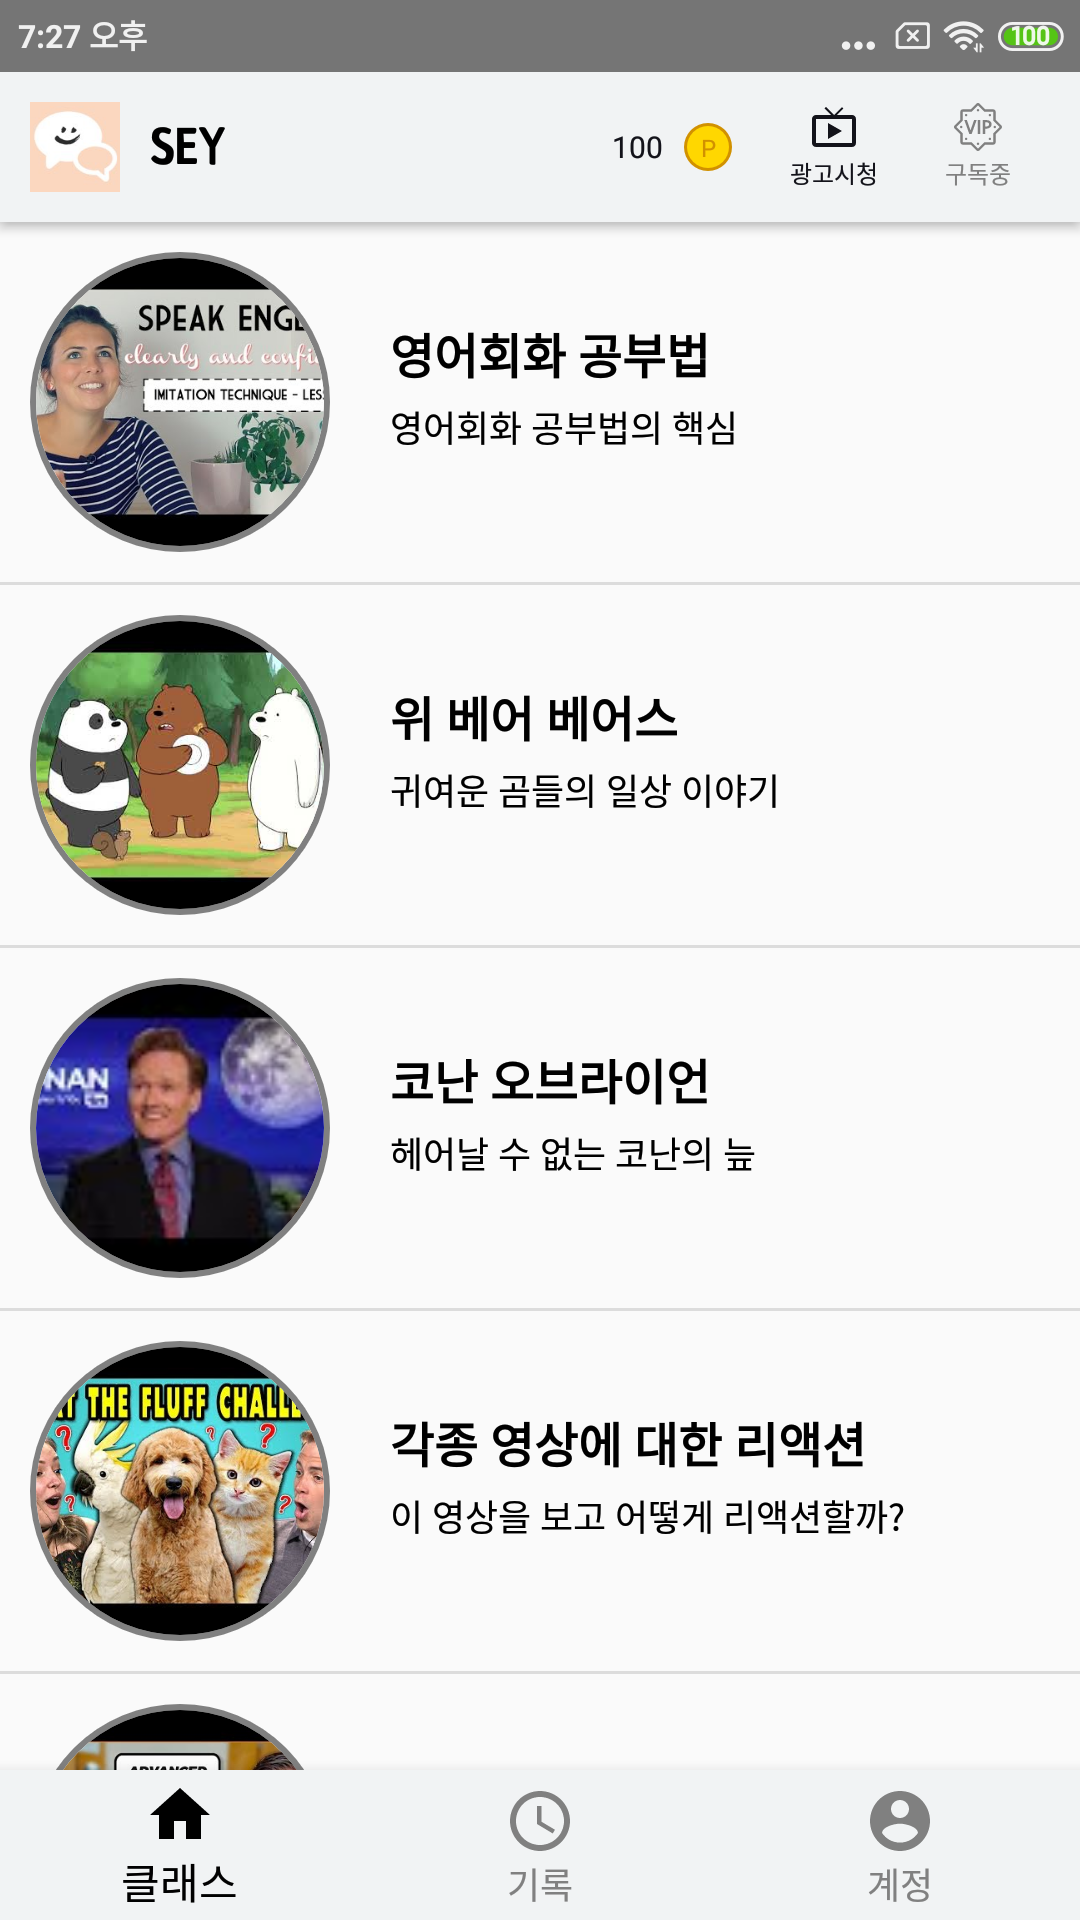 7:27 오후
100
SEY
100 P
광고시청
VIP
구독중
SPEAK ENGL
clearly and confi
IMITATION TECHNIQUE - LES
영어회화 공부법
영어회화 공부법의 핵심
위 베어 베어스
귀여운 곰들의 일상 이야기
NAN
코난 오브라이언
헤어날 수 없는 코난의 늪
AT THE FLUFF CHALLE
? ? ? ? ?
각종 영상에 대한 리액션
이 영상을 보고 어떻게 리액션할까?
ADVANCED
클래스
기록
계정